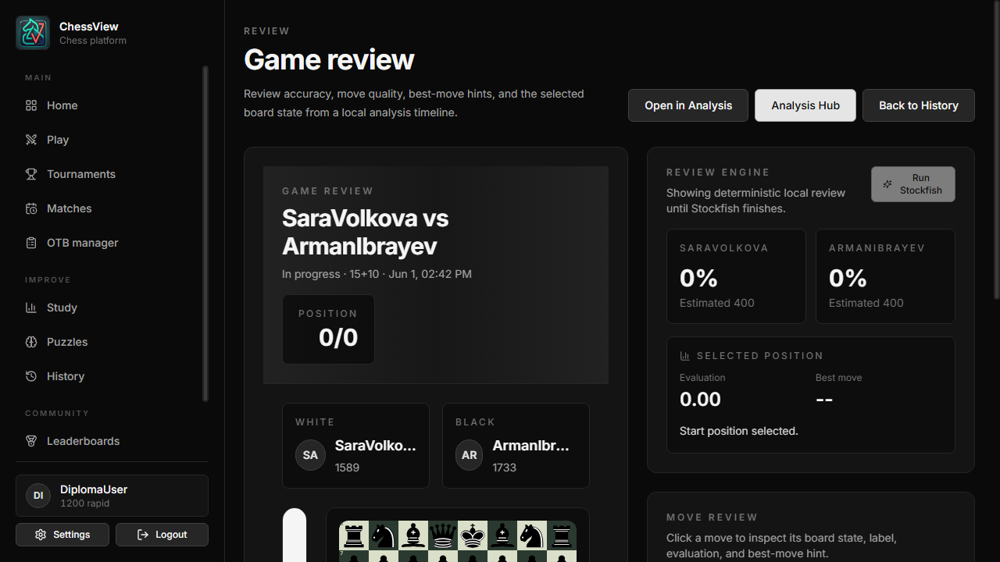 ChessView
Chess platform
MAIN
Home
Play
Tournaments
Matches
OTB manager
IMPROVE
Study
Puzzles
History
COMMUNITY
Leaderboards
DI
DiplomaUser
1200 rapid
Settings
Logout
REVIEW
Game review
Review accuracy, move quality, best-move hints, and the selected
board state from a local analysis timeline.
Open in Analysis
Analysis Hub
Back to History
GAME REVIEW
SaraVolkova vs
ArmanIbrayev
In progress · 15+10 · Jun 1, 02:42 PM
POSITION
0/0
WHITE
SA
SaraVolko...
1589
BLACK
AR
ArmanIbr...
1733
7
REVIEW ENGINE
Showing deterministic local review
until Stockfish finishes.
Run
Stockfish
SARAVOLKOVA
0%
Estimated 400
ARMANIBRAYEV
0%
Estimated 400
SELECTED POSITION
Evaluation
0.00
Best move
--
Start position selected.
MOVE REVIEW
Click a move to inspect its board state, label,
evaluation, and best-move hint.